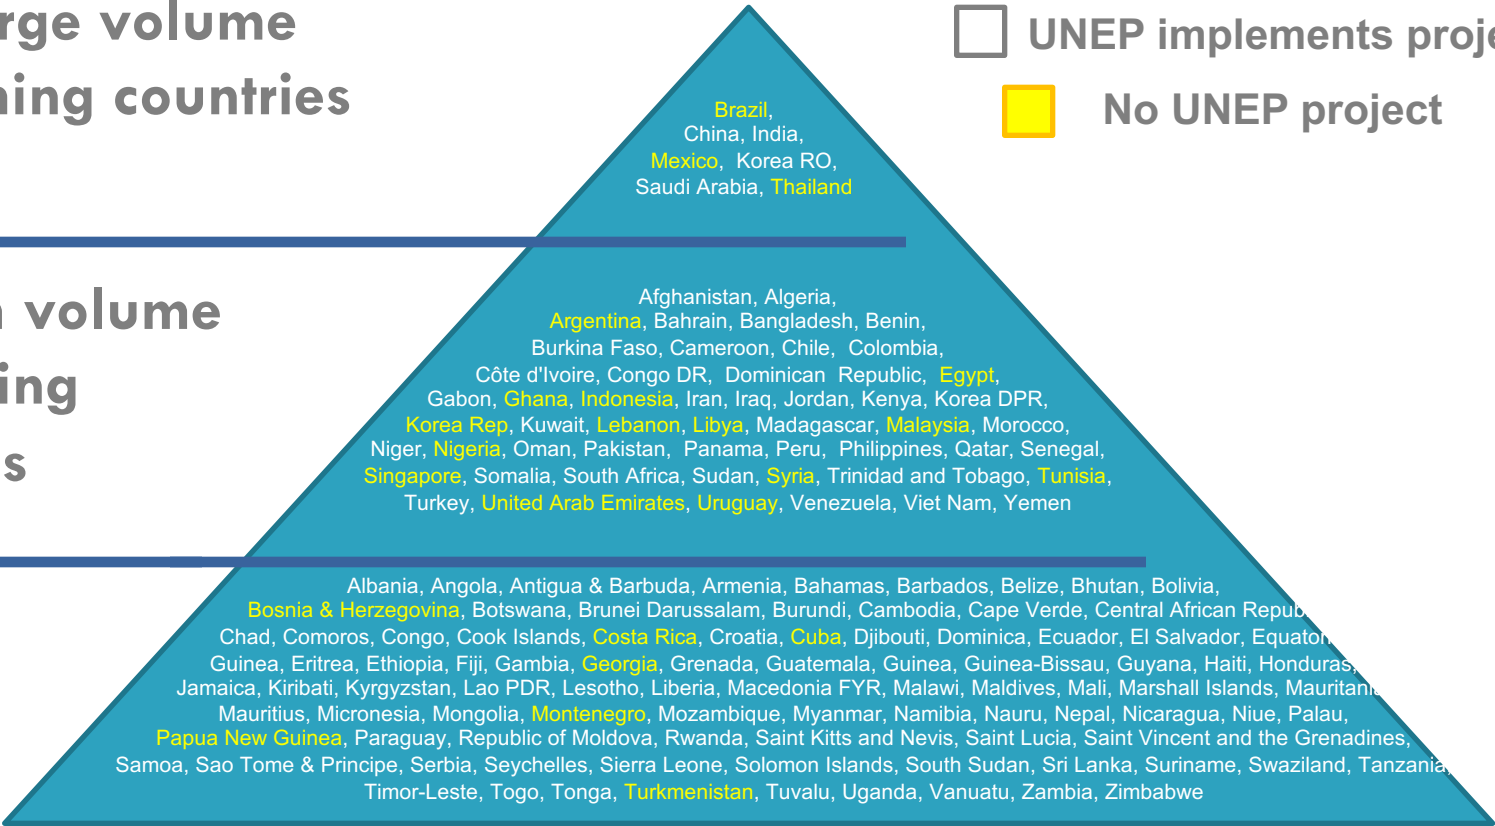 rge volume
ning countries
UNEP implements proje
No UNEP project
Brazil,
China, India,
Mexico, Korea RO,
Saudi Arabia, Thailand
volume
ing
s
Afghanistan, Algeria,
Argentina, Bahrain, Bangladesh, Benin,
Burkina Faso, Cameroon, Chile, Colombia,
Côte d'Ivoire, Congo DR, Dominican Republic, Egypt,
Gabon, Ghana, Indonesia, Iran, Iraq, Jordan, Kenya, Korea DPR,
Korea Rep, Kuwait, Lebanon, Libya, Madagascar, Malaysia, Morocco,
Niger, Nigeria, Oman, Pakistan, Panama, Peru, Philippines, Qatar, Senegal,
Singapore, Somalia, South Africa, Sudan, Syria, Trinidad and Tobago, Tunisia,
Turkey, United Arab Emirates, Uruguay, Venezuela, Viet Nam, Yemen
Albania, Angola, Antigua & Barbuda, Armenia, Bahamas, Barbados, Belize, Bhutan, Bolivia,
Bosnia & Herzegovina, Botswana, Brunei Darussalam, Burundi, Cambodia, Cape Verde, Central African Repub
Chad, Comoros, Congo, Cook Islands, Costa Rica, Croatia, Cuba, Djibouti, Dominica, Ecuador, El Salvador, Equator
Guinea, Eritrea, Ethiopia, Fiji, Gambia, Georgia, Grenada, Guatemala, Guinea, Guinea-Bissau, Guyana, Haiti, Honduras,
Jamaica, Kiribati, Kyrgyzstan, Lao PDR, Lesotho, Liberia, Macedonia FYR, Malawi, Maldives, Mali, Marshall Islands, Mauritania
Mauritius, Micronesia, Mongolia, Montenegro, Mozambique, Myanmar, Namibia, Nauru, Nepal, Nicaragua, Niue, Palau,
Papua New Guinea, Paraguay, Republic of Moldova, Rwanda, Saint Kitts and Nevis, Saint Lucia, Saint Vincent and the Grenadines,
Samoa, Sao Tome & Principe, Serbia, Seychelles, Sierra Leone, Solomon Islands, South Sudan, Sri Lanka, Suriname, Swaziland, Tanzania,
Timor-Leste, Togo, Tonga, Turkmenistan, Tuvalu, Uganda, Vanuatu, Zambia, Zimbabwe